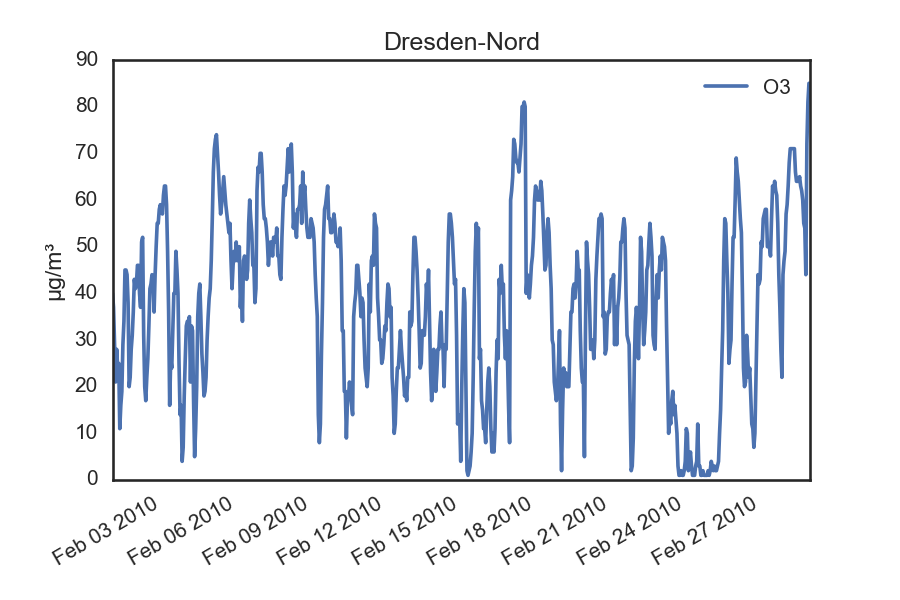 Dresden-Nord
O3
µg/m³
90
80
70
60
50
40
30
20
10
0
Feb 03 2010
Feb 06 2010
Feb 09 2010
Feb 12 2010
Feb 15 2010
Feb 18 2010
Feb 21 2010
Feb 24 2010
Feb 27 2010